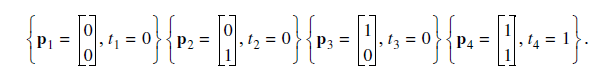 {p₁ = [0 0], t₁ = 0} {p₂ = [0 1], t₂ = 0} {p₃ = [1 0], t₃ = 0} {p₄ = [1 1], t₄ = 1}.